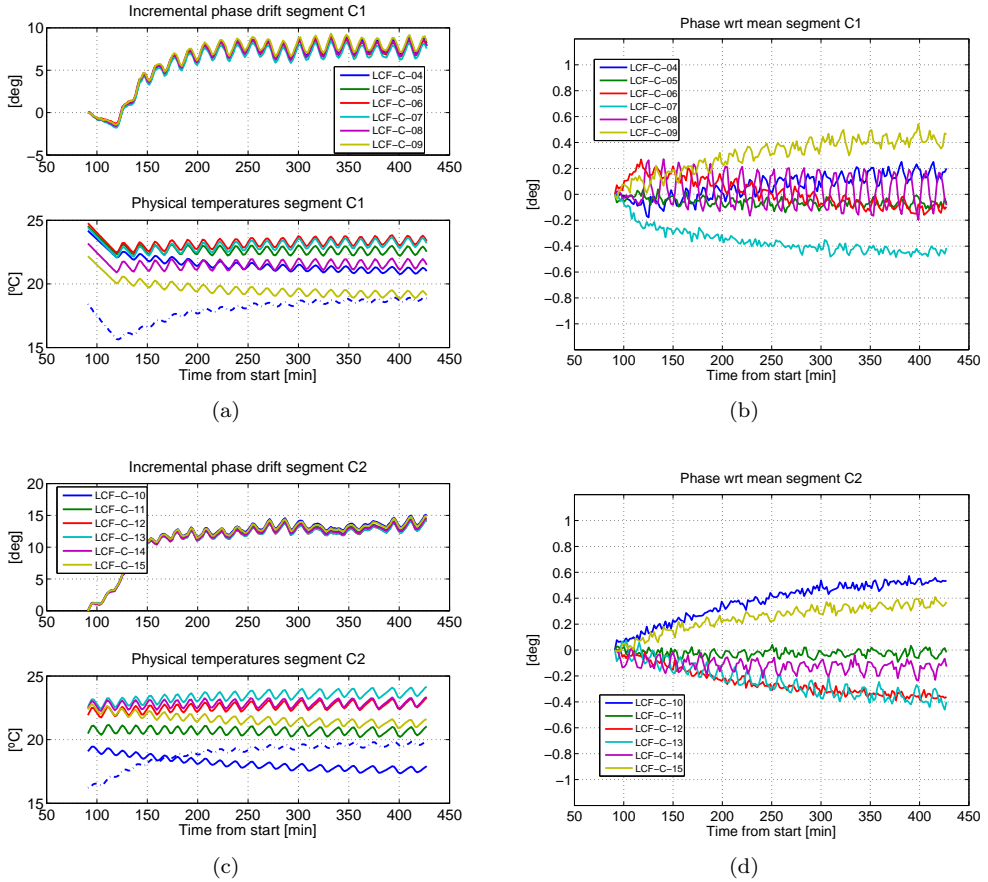 Incremental phase drift segment C1
10
5
0
−5
[deg]
50 100 150 200 250 300 350 400 450
LCF−C−04
LCF−C−05
LCF−C−06
LCF−C−07
LCF−C−08
LCF−C−09
Physical temperatures segment C1
25
20
15
[ºC]
50 100 150 200 250 300 350 400 450
Time from start [min]
(a)
Phase wrt mean segment C1
1
0.8
0.6
0.4
0.2
0
−0.2
−0.4
−0.6
−0.8
−1
[deg]
LCF−C−04
LCF−C−05
LCF−C−06
LCF−C−07
LCF−C−08
LCF−C−09
50 100 150 200 250 300 350 400 450
Time from start [min]
(b)
Incremental phase drift segment C2
20
15
10
5
0
[deg]
LCF−C−10
LCF−C−11
LCF−C−12
LCF−C−13
LCF−C−14
LCF−C−15
50 100 150 200 250 300 350 400 450
Physical temperatures segment C2
25
20
15
[ºC]
50 100 150 200 250 300 350 400 450
Time from start [min]
(c)
Phase wrt mean segment C2
1
0.8
0.6
0.4
0.2
0
−0.2
−0.4
−0.6
−0.8
−1
[deg]
LCF−C−10
LCF−C−11
LCF−C−12
LCF−C−13
LCF−C−14
LCF−C−15
50 100 150 200 250 300 350 400 450
Time from start [min]
(d)